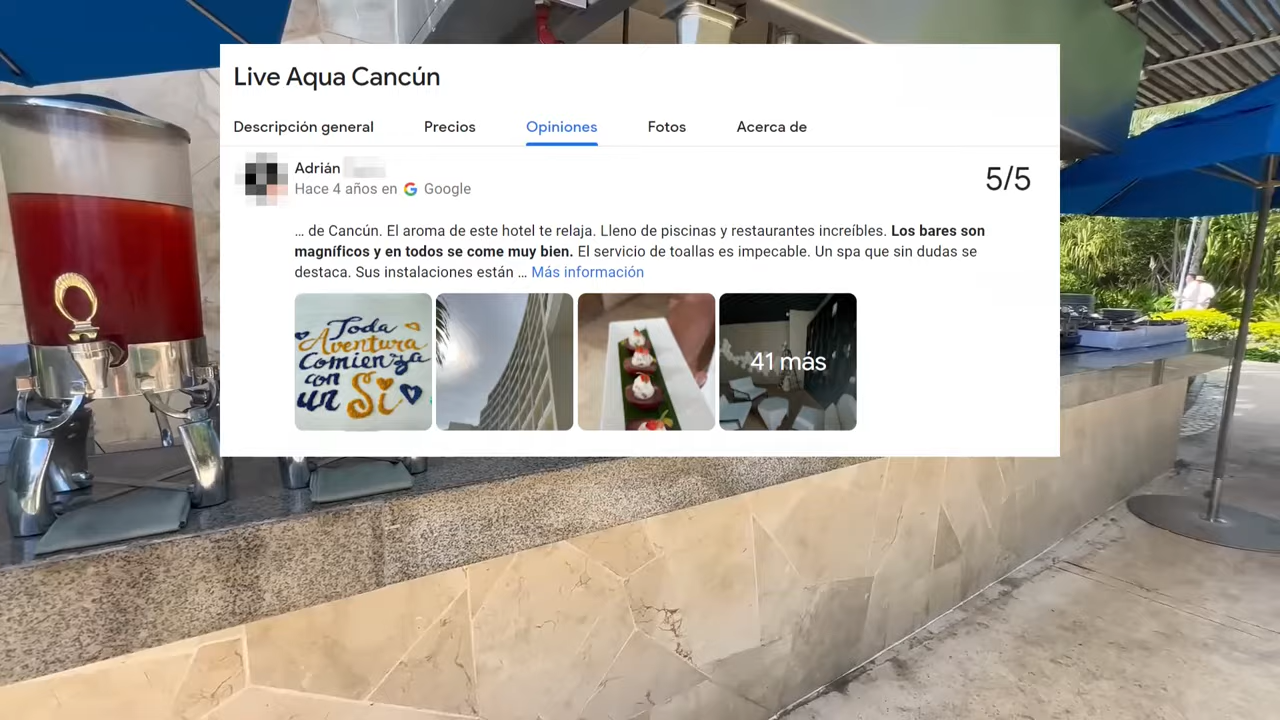 Live Aqua Cancún
Descripción general
Precios
Opiniones
Fotos
Acerca de
Adrián
Hace 4 años en Google
5/5
... de Cancún. El aroma de este hotel te relaja. Lleno de piscinas y restaurantes increíbles. Los bares son
magníficos y en todos se come muy bien. El servicio de toallas es impecable. Un spa que sin dudas se
destaca. Sus instalaciones están ... Más información
Toda
Aventura
Comienza
con
un Sí
41 más